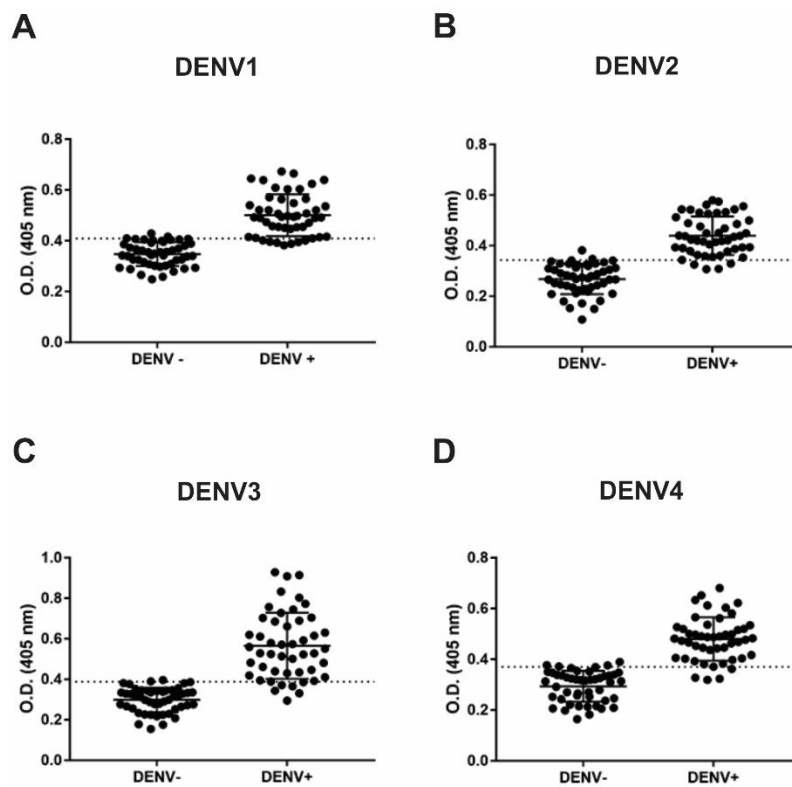 A
DENV1
O.D. (405 nm)
0.8
0.6
0.4
0.2
0.0
DENV -
DENV +
B
DENV2
O.D. (405 nm)
0.8
0.6
0.4
0.2
0.0
DENV-
DENV+
C
DENV3
O.D. (405 nm)
1.0
0.8
0.6
0.4
0.2
0.0
DENV-
DENV+
D
DENV4
O.D. (405 nm)
0.8
0.6
0.4
0.2
0.0
DENV-
DENV+